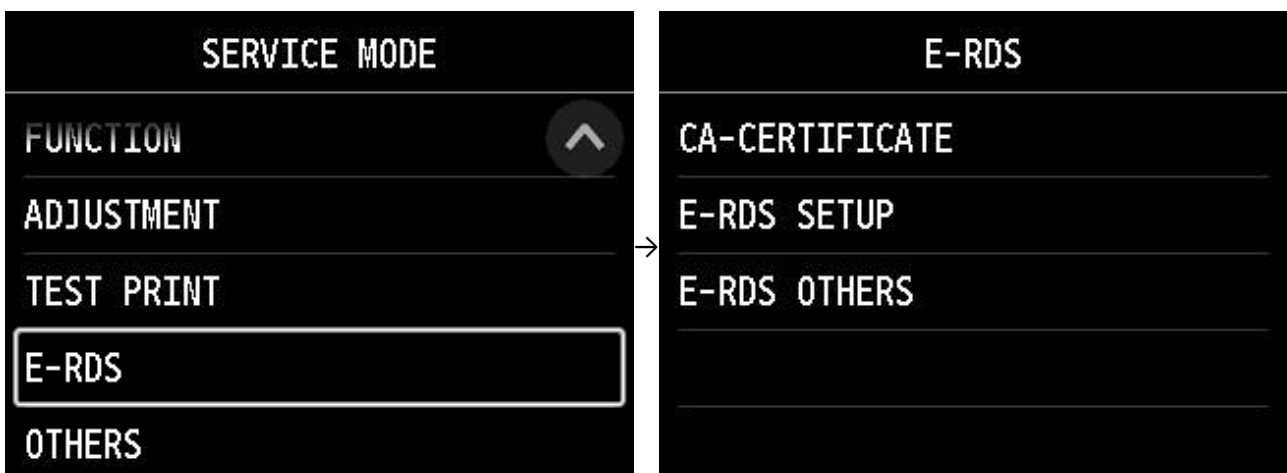 SERVICE MODE
FUNCTION
ADJUSTMENT
TEST PRINT
E-RDS
OTHERS
→
E-RDS
CA-CERTIFICATE
E-RDS SETUP
E-RDS OTHERS